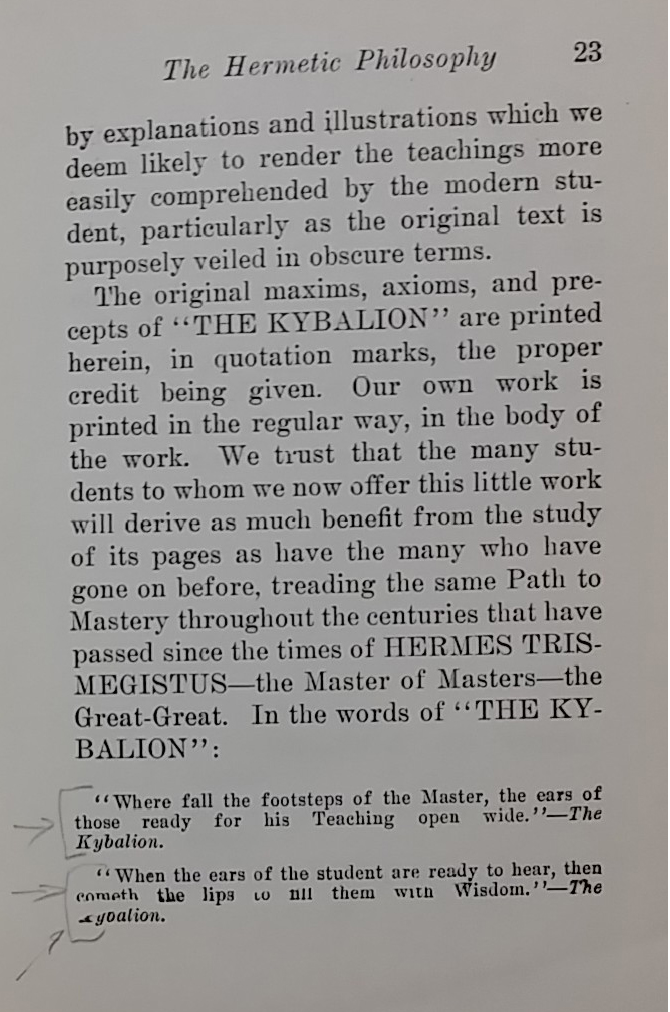 The Hermetic Philosophy 23
by explanations and illustrations which we
deem likely to render the teachings more
easily comprehended by the modern stu-
dent, particularly as the original text is
purposely veiled in obscure terms.
The original maxims, axioms, and pre-
cepts of “THE KYBALION” are printed
herein, in quotation marks, the proper
credit being given. Our own work is
printed in the regular way, in the body of
the work. We trust that the many stu-
dents to whom we now offer this little work
will derive as much benefit from the study
of its pages as have the many who have
gone on before, treading the same Path to
Mastery throughout the centuries that have
passed since the times of HERMES TRIS-
MEGISTUS—the Master of Masters—the
Great-Great. In the words of “THE KY-
BALION”:
“Where fall the footsteps of the Master, the ears of
those ready for his Teaching open wide.”—The
Kybalion.
“When the ears of the student are ready to hear, then
cometh the lips to fill them with Wisdom.”—The
Kybalion.